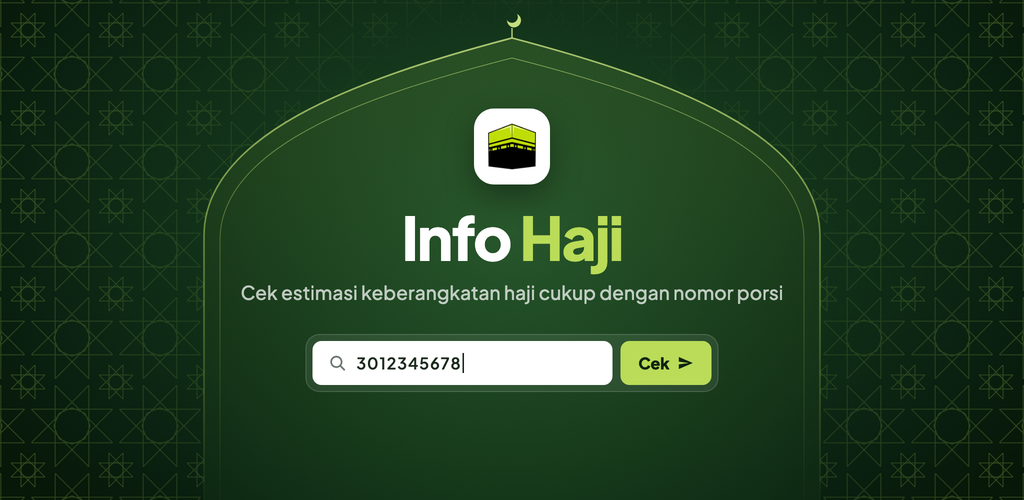 Info Haji
Cek estimasi keberangkatan haji cukup dengan nomor porsi
3012345678
Cek